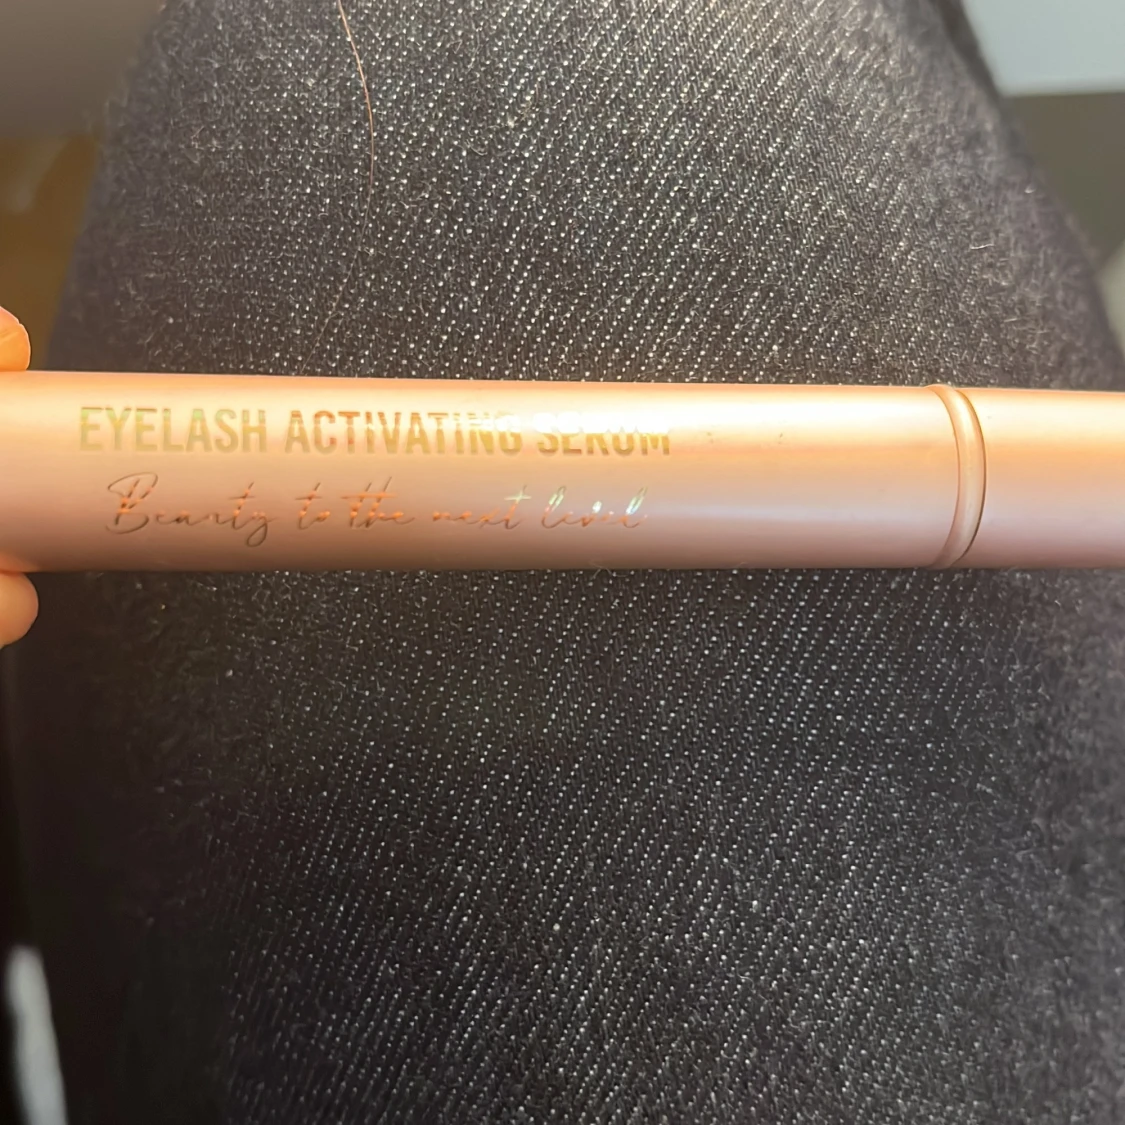 EYELASH ACTIVATING SERUM
Beauty to the next level